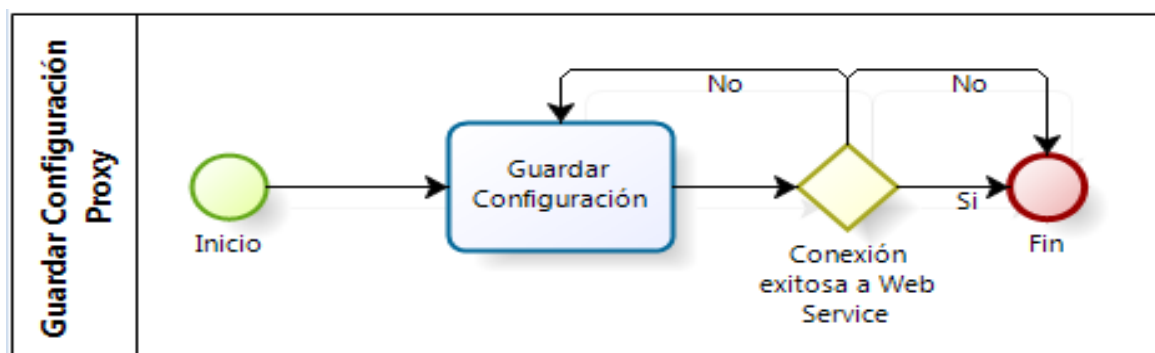 Guardar Configuración
Proxy
Inicio
Guardar
Configuración
No
No
Si
Conexión
exitosa a Web
Service
Fin